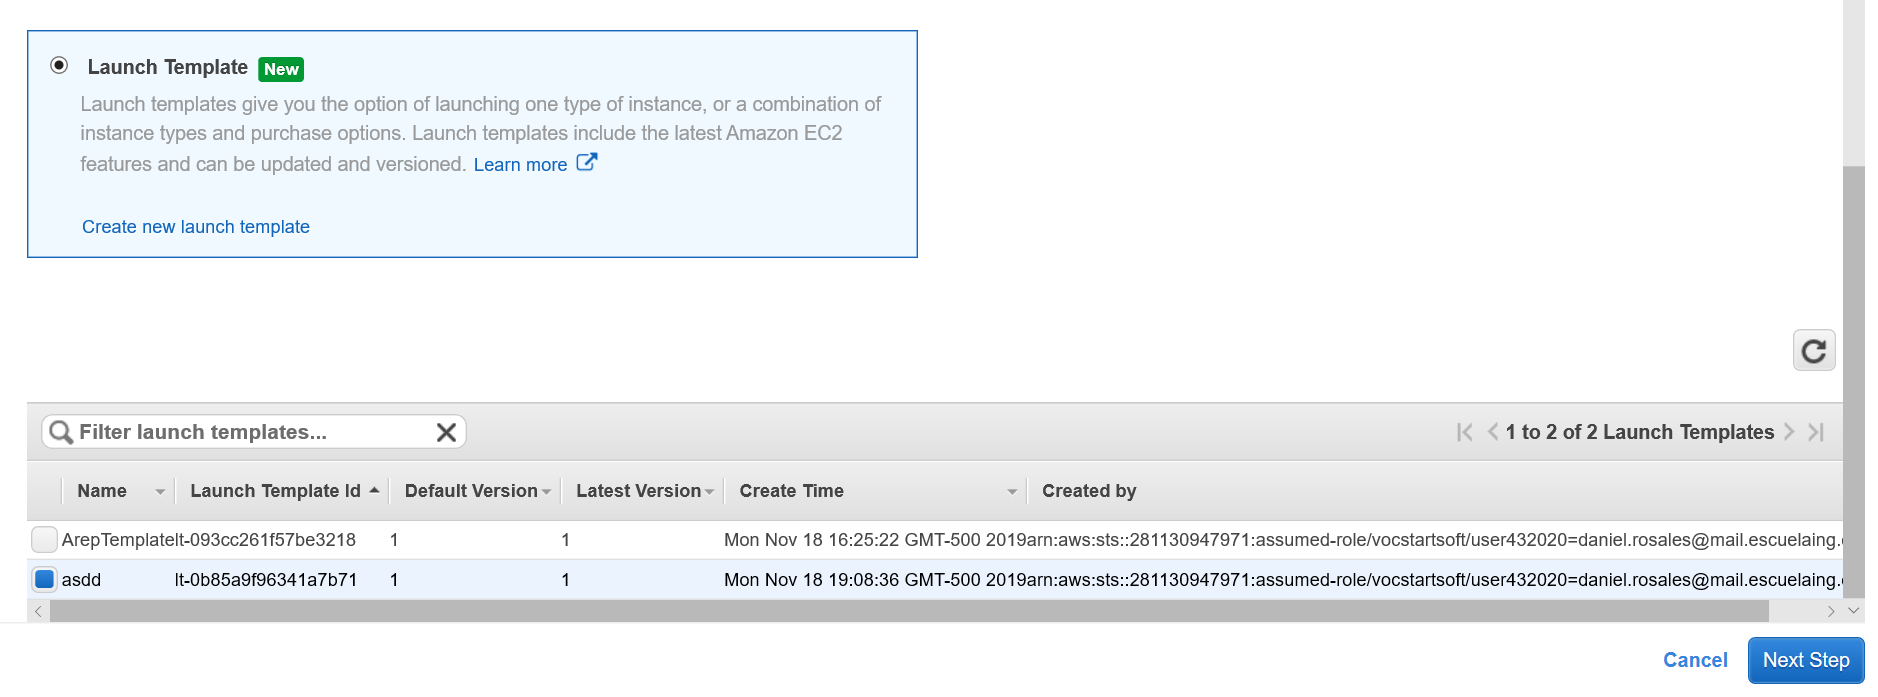 Launch Template New
Launch templates give you the option of launching one type of instance, or a combination of
instance types and purchase options. Launch templates include the latest Amazon EC2
features and can be updated and versioned. Learn more
Create new launch template
Filter launch templates...
1 to 2 of 2 Launch Templates
Name Launch Template Id Default Version Latest Version Create Time Created by
ArepTemplatelt-093cc261f57be3218 1 1 Mon Nov 18 16:25:22 GMT-500 2019arn:aws:sts::281130947971:assumed-role/vocstartsoft/user432020=daniel.rosales@mail.escuelaing.
asdd lt-0b85a9f96341a7b71 1 1 Mon Nov 18 19:08:36 GMT-500 2019arn:aws:sts::281130947971:assumed-role/vocstartsoft/user432020=daniel.rosales@mail.escuelaing.
Cancel Next Step